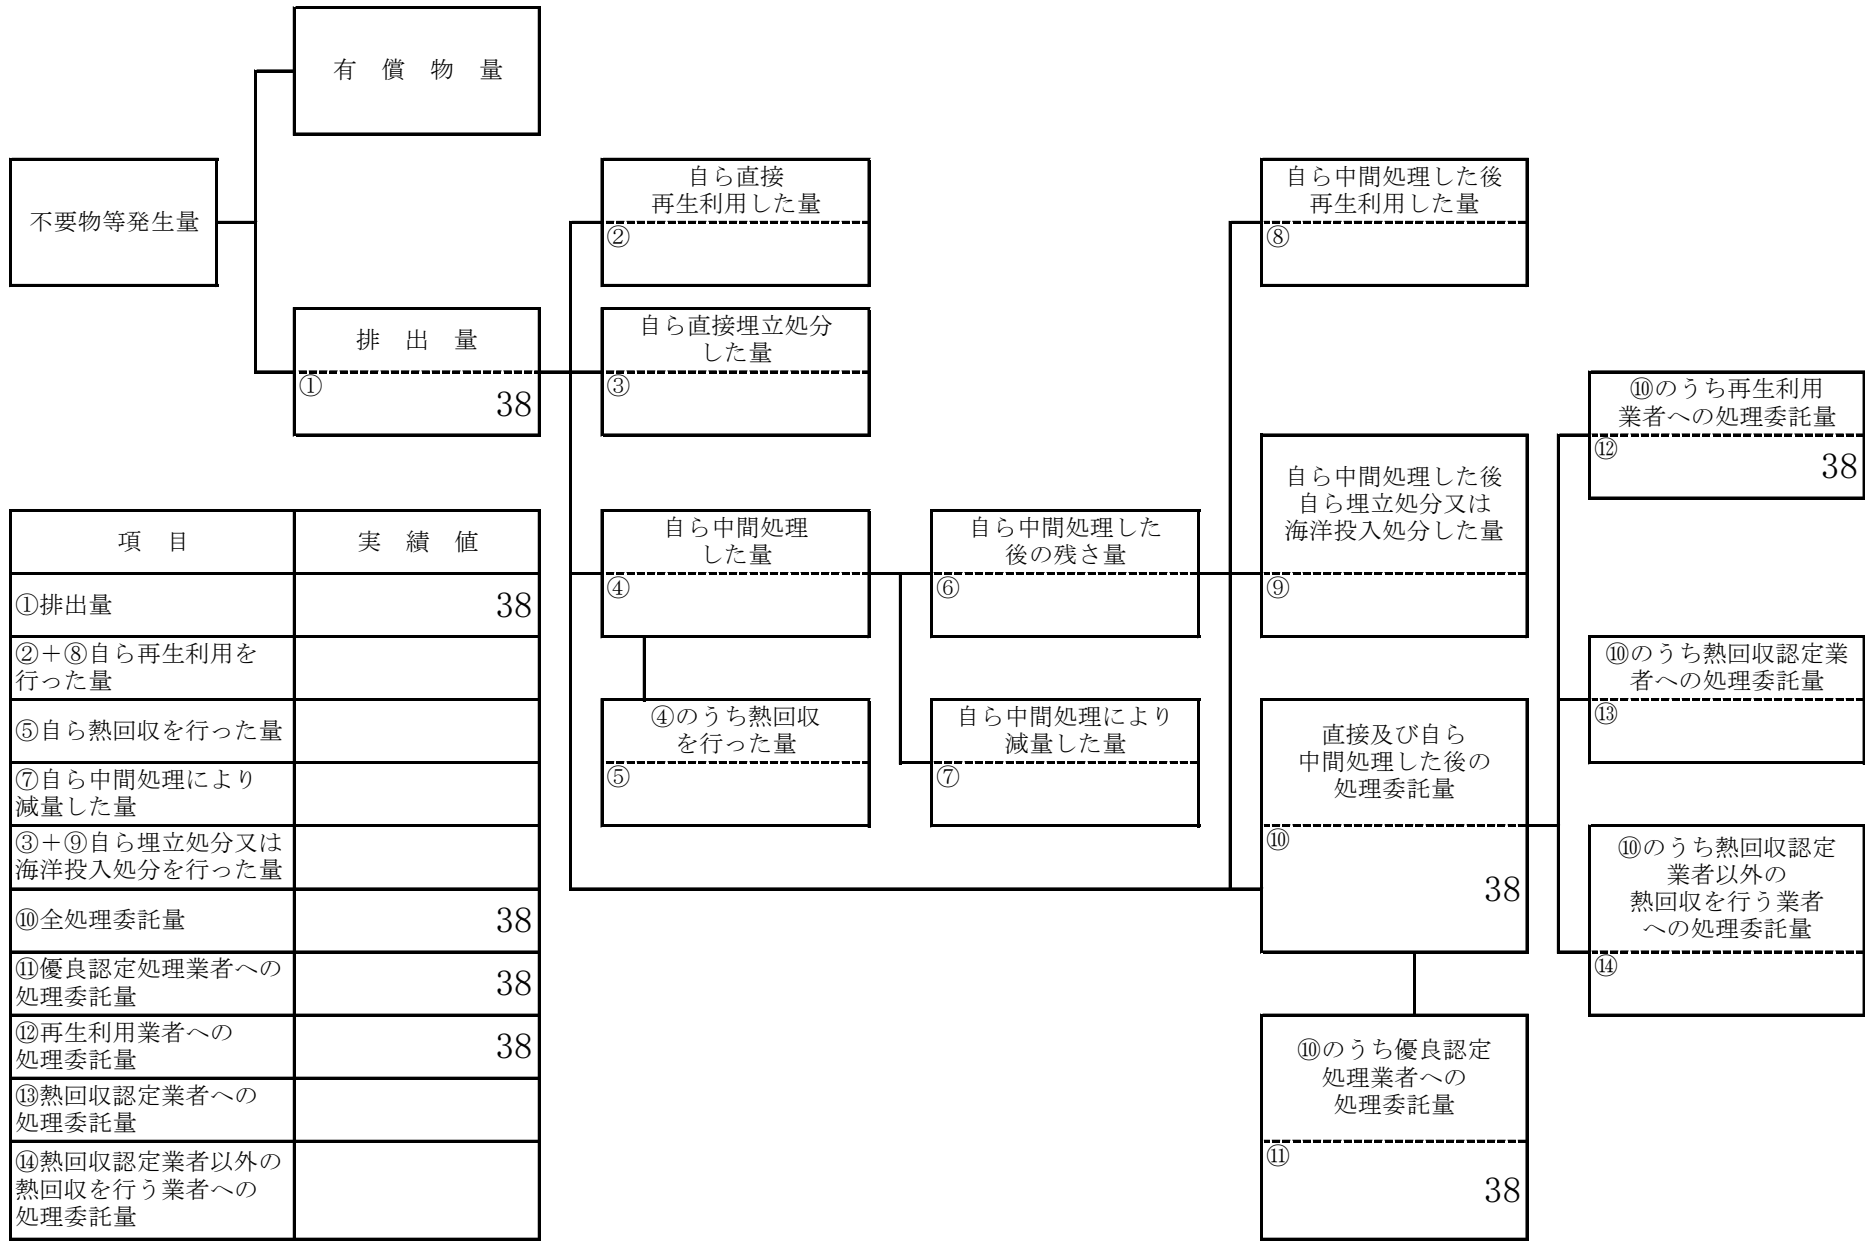 有　償　物　量
不要物等発生量
排　出　量
①
38
自ら直接
再生利用した量
②
自ら直接埋立処分
した量
③
自ら中間処理
した量
④
④のうち熱回収
を行った量
⑤
自ら中間処理した
後の残さ量
⑥
自ら中間処理により
減量した量
⑦
自ら中間処理した後
再生利用した量
⑧
自ら中間処理した後
自ら埋立処分又は
海洋投入処分した量
⑨
直接及び自ら
中間処理した後の
処理委託量
⑩
38
⑩のうち優良認定
処理業者への
処理委託量
⑪
38
⑩のうち再生利用
業者への処理委託量
⑫
38
⑩のうち熱回収認定業
者への処理委託量
⑬
⑩のうち熱回収認定
業者以外の
熱回収を行う業者
への処理委託量
⑭
項　目
実　績　値
①排出量
38
②＋⑧自ら再生利用を
行った量
⑤自ら熱回収を行った量
⑦自ら中間処理により
減量した量
③＋⑨自ら埋立処分又は
海洋投入処分を行った量
⑩全処理委託量
38
⑪優良認定処理業者への
処理委託量
38
⑫再生利用業者への
処理委託量
38
⑬熱回収認定業者への
処理委託量
⑭熱回収認定業者以外の
熱回収を行う業者への
処理委託量